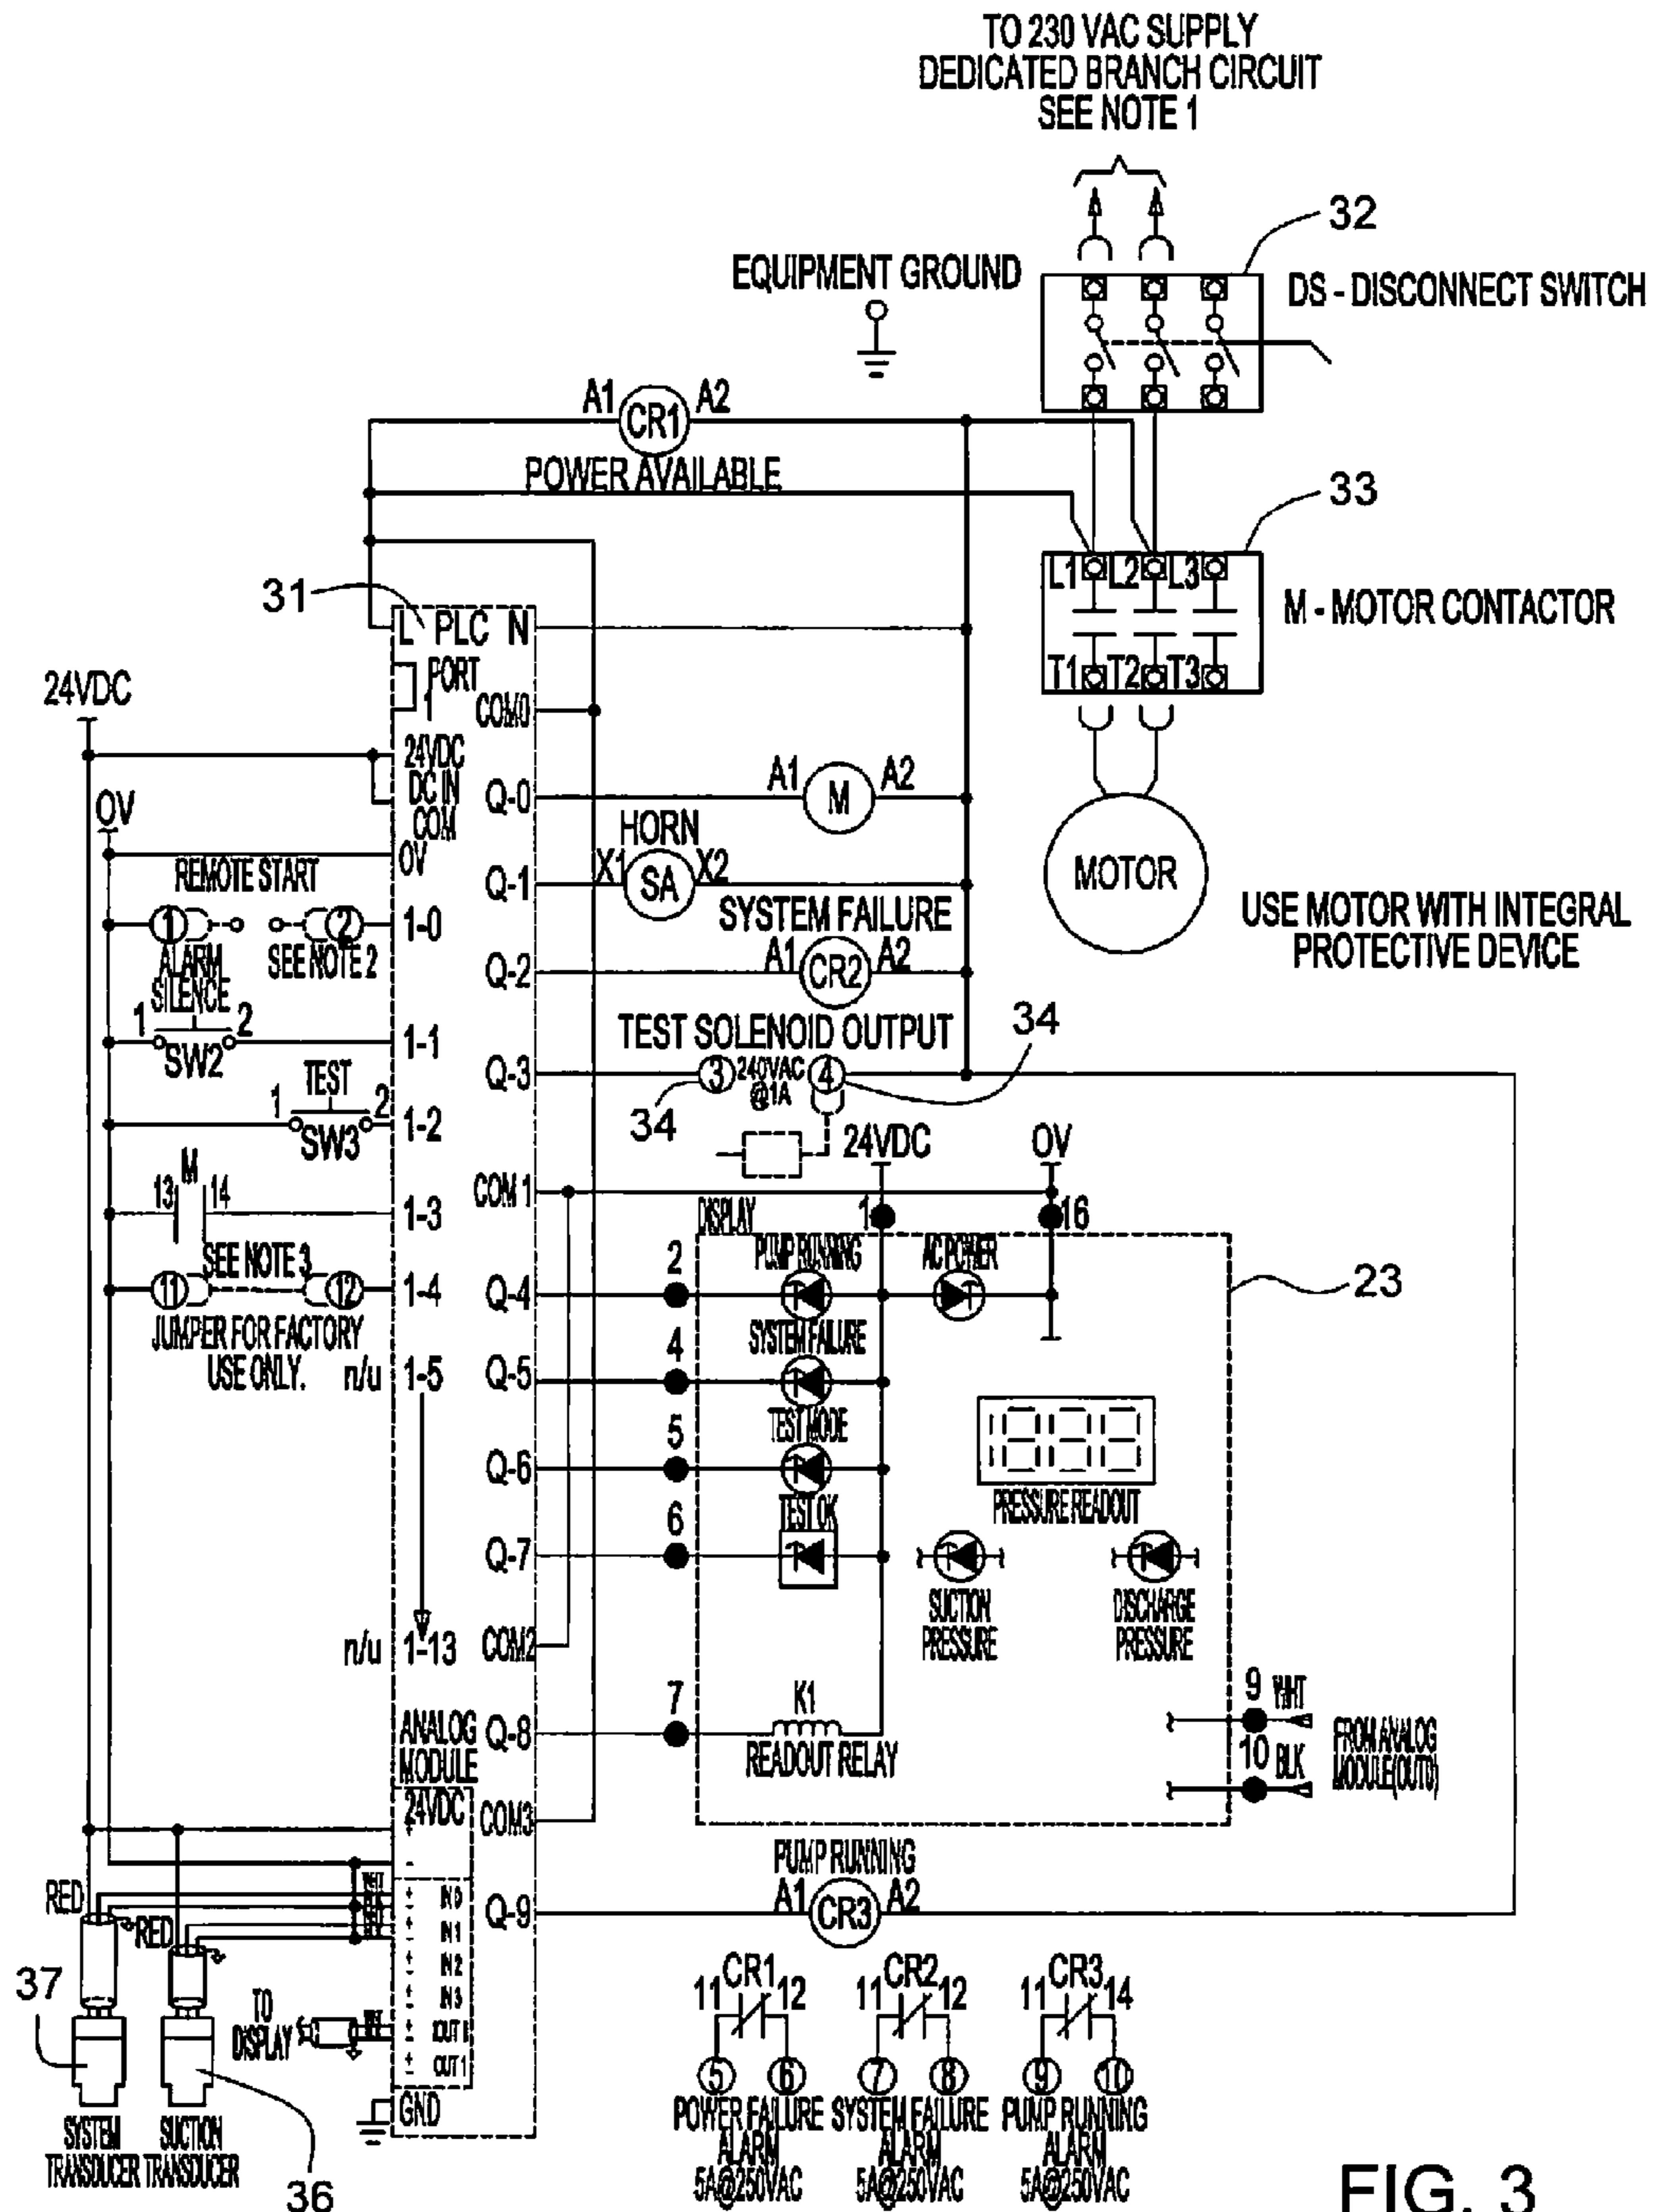 TO 230 VAC SUPPLY
DEDICATED BRANCH CIRCUIT
SEE NOTE 1
32
EQUIPMENT GROUND
DS - DISCONNECT SWITCH
A1 CR1 A2
POWER AVAILABLE
33
31
L1 L2 L3
M - MOTOR CONTACTOR
T1 T2 T3
L PLC N
PORT
1
COM0
24VDC
24VDC
DC IN
COM
0V
0V
Q-0
A1 M A2
HORN
X1 SA X2
Q-1
MOTOR
USE MOTOR WITH INTEGRAL
PROTECTIVE DEVICE
REMOTE START
1 2
1-0
ALARM
SILENCE
SEE NOTE 2
SYSTEM FAILURE
Q-2
A1 CR2 A2
1 2
SW2
1-1
TEST SOLENOID OUTPUT
34
Q-3
3 240VAC
@1A 4
34
TEST
1 2
SW3
1-2
24VDC
0V
M
13 14
1-3
COM 1
DISPLAY
1
16
SEE NOTE 3
11 12
1-4
JUMPER FOR FACTORY
USE ONLY.
Q-4
2
PUMP RUNNING
AC POWER
23
n/u 1-5
Q-5
4
SYSTEM FAILURE
Q-6
5
TEST MODE
PRESSURE READOUT
Q-7
6
TEST OK
SUCTION
PRESSURE
DISCHARGE
PRESSURE
n/u 1-13
COM2
ANALOG
MODULE
Q-8
7
K1
READOUT RELAY
9 WHT
10 BLK
FROM ANALOG
MODULE(OUT0)
24VDC
+
-
COM3
PUMP RUNNING
Q-9
A1 CR3 A2
RED
RED
+
- IN 0
+
- IN 1
+
- IN 2
+
- IN 3
+
- OUT 0
+
- OUT 1
TO
DISPLAY
GND
37
SYSTEM
TRANSDUCER
SUCTION
TRANSDUCER
36
11 CR1 12
5 6
POWER FAILURE
ALARM
5A@250VAC
11 CR2 12
7 8
SYSTEM FAILURE
ALARM
5A@250VAC
11 CR3 14
9 10
PUMP RUNNING
ALARM
5A@250VAC
FIG. 3